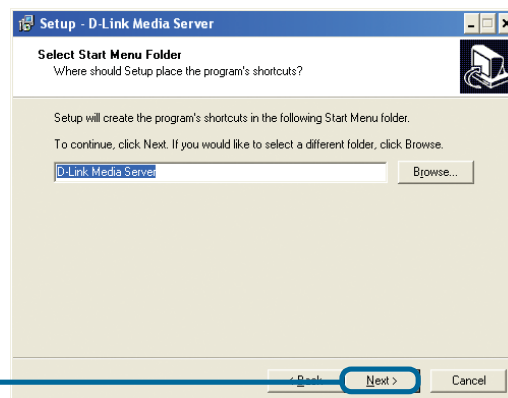 Setup - D-Link Media Server
Select Start Menu Folder
Where should Setup place the program's shortcuts?
Setup will create the program's shortcuts in the following Start Menu folder.
To continue, click Next. If you would like to select a different folder, click Browse.
D-Link Media Server
Browse...
< Back
Next >
Cancel